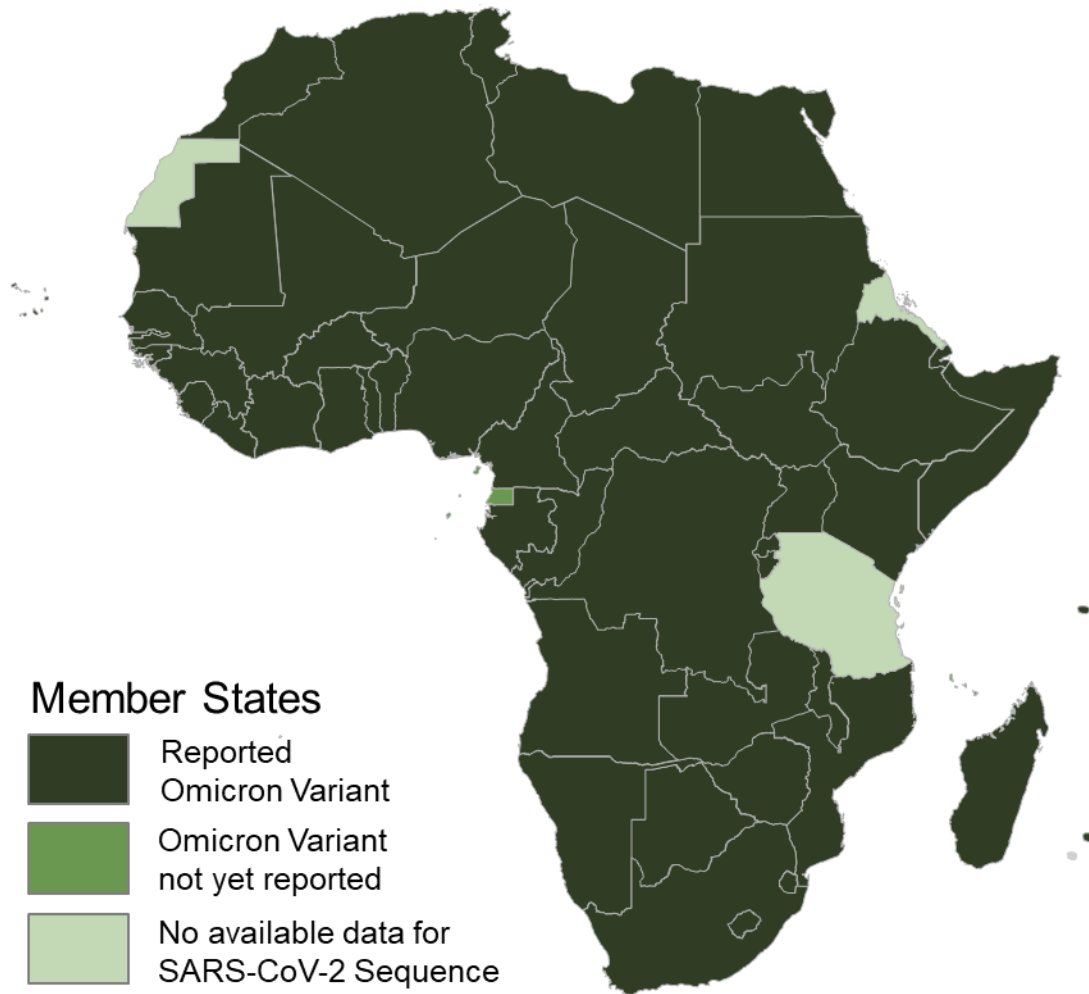 Member States
Reported
Omicron Variant
Omicron Variant
not yet reported
No available data for
SARS-CoV-2 Sequence